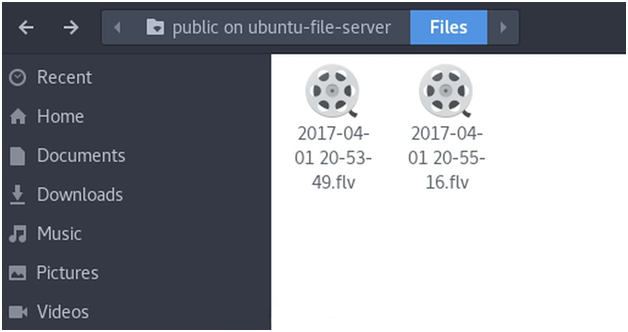 public on ubuntu-file-server
Files
Recent
Home
Documents
Downloads
Music
Pictures
Videos
2017-04-
01 20-53-
49.flv
2017-04-
01 20-55-
16.flv